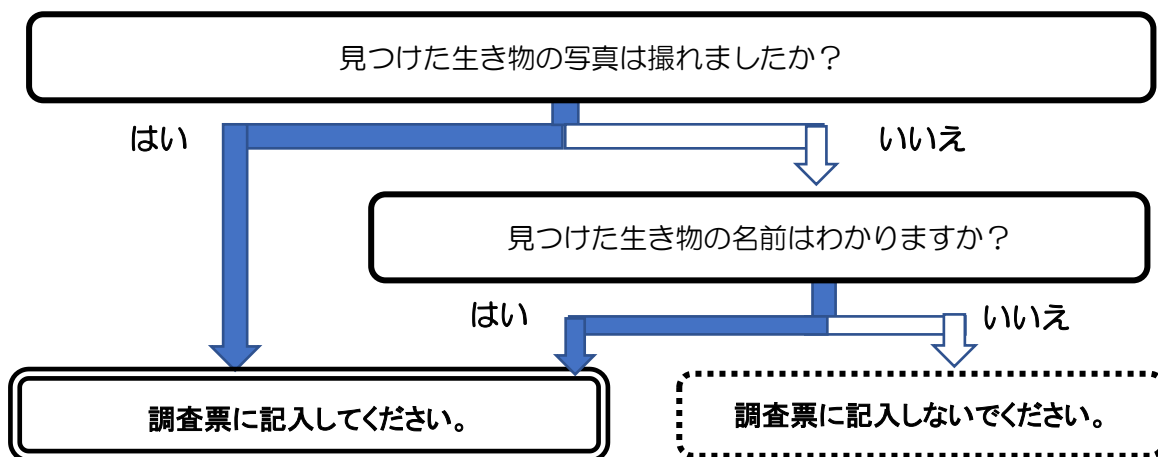 見つけた生き物の写真は撮れましたか？
はい
いいえ
見つけた生き物の名前はわかりますか？
はい
いいえ
調査票に記入してください。
調査票に記入しないでください。